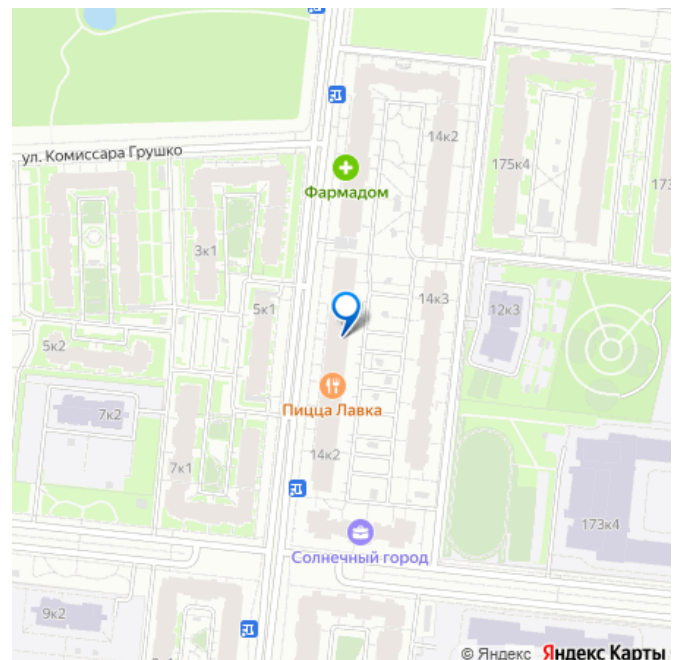 14к2
ул. Комиссара Грушко
175к4
173
Фармадом
3к1
14к3
5к1
12к3
5к2
Пицца Лавка
7к2
14к2
7к1
173к4
Солнечный город
9к2
© Яндекс Яндекс Карты